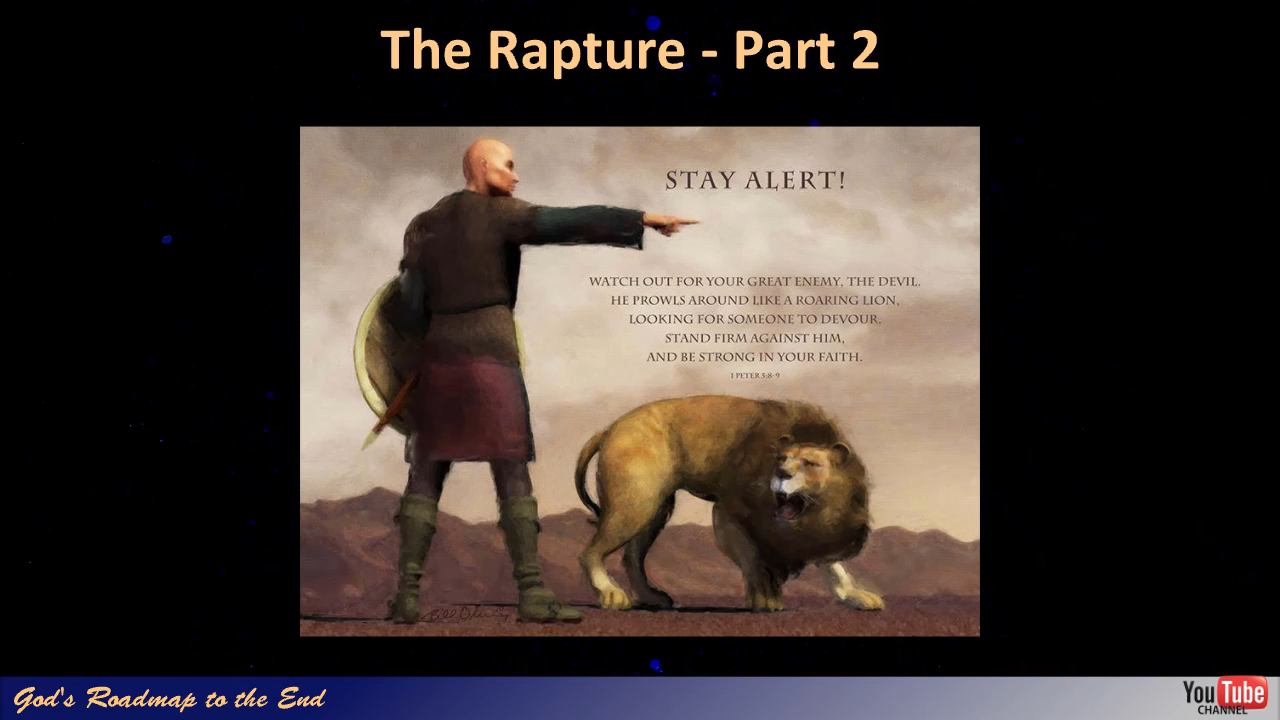 The Rapture - Part 2
STAY ALERT!
WATCH OUT FOR YOUR GREAT ENEMY, THE DEVIL.
HE PROWLS AROUND LIKE A ROARING LION,
LOOKING FOR SOMEONE TO DEVOUR.
STAND FIRM AGAINST HIM,
AND BE STRONG IN YOUR FAITH.
1 PETER 5:8-9
God's Roadmap to the End
YouTube
CHANNEL